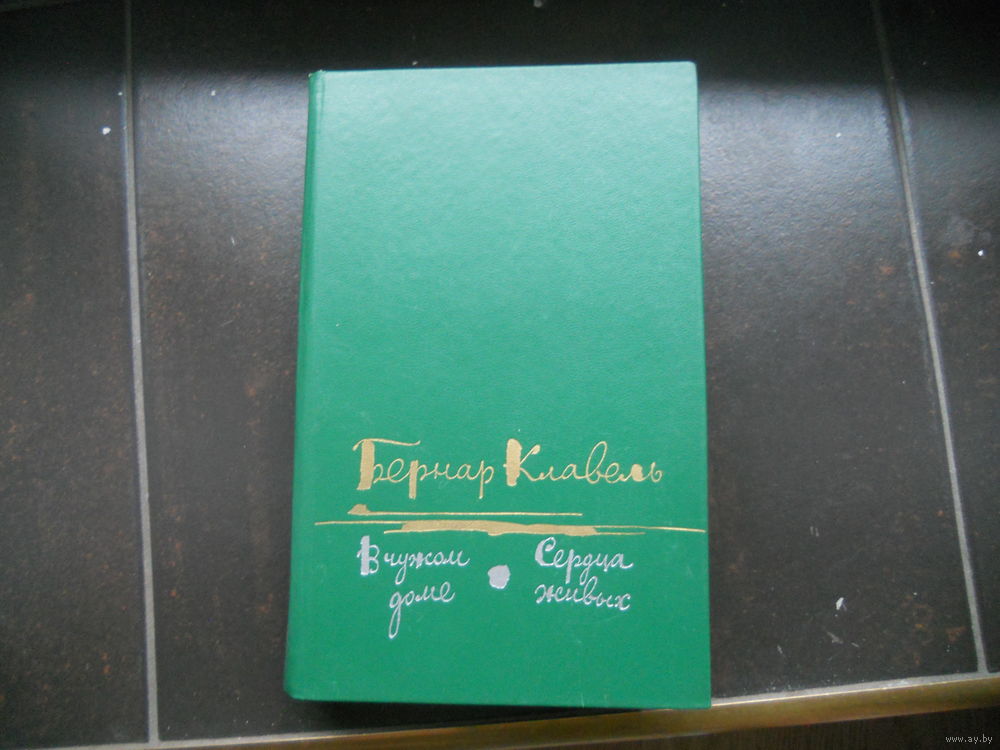 Бернар Клавель
В чужом
доме
Сердца
живых
www.ay.by